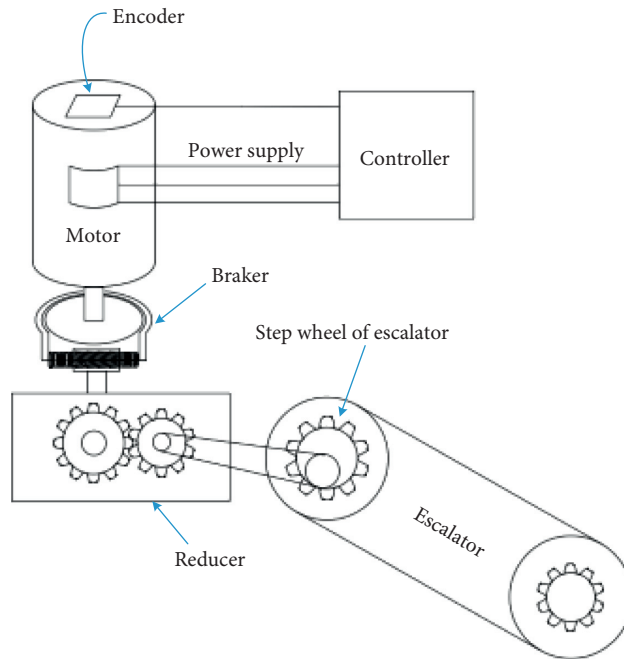 Encoder
Power supply
Controller
Motor
Braker
Step wheel of escalator
Escalator
Reducer